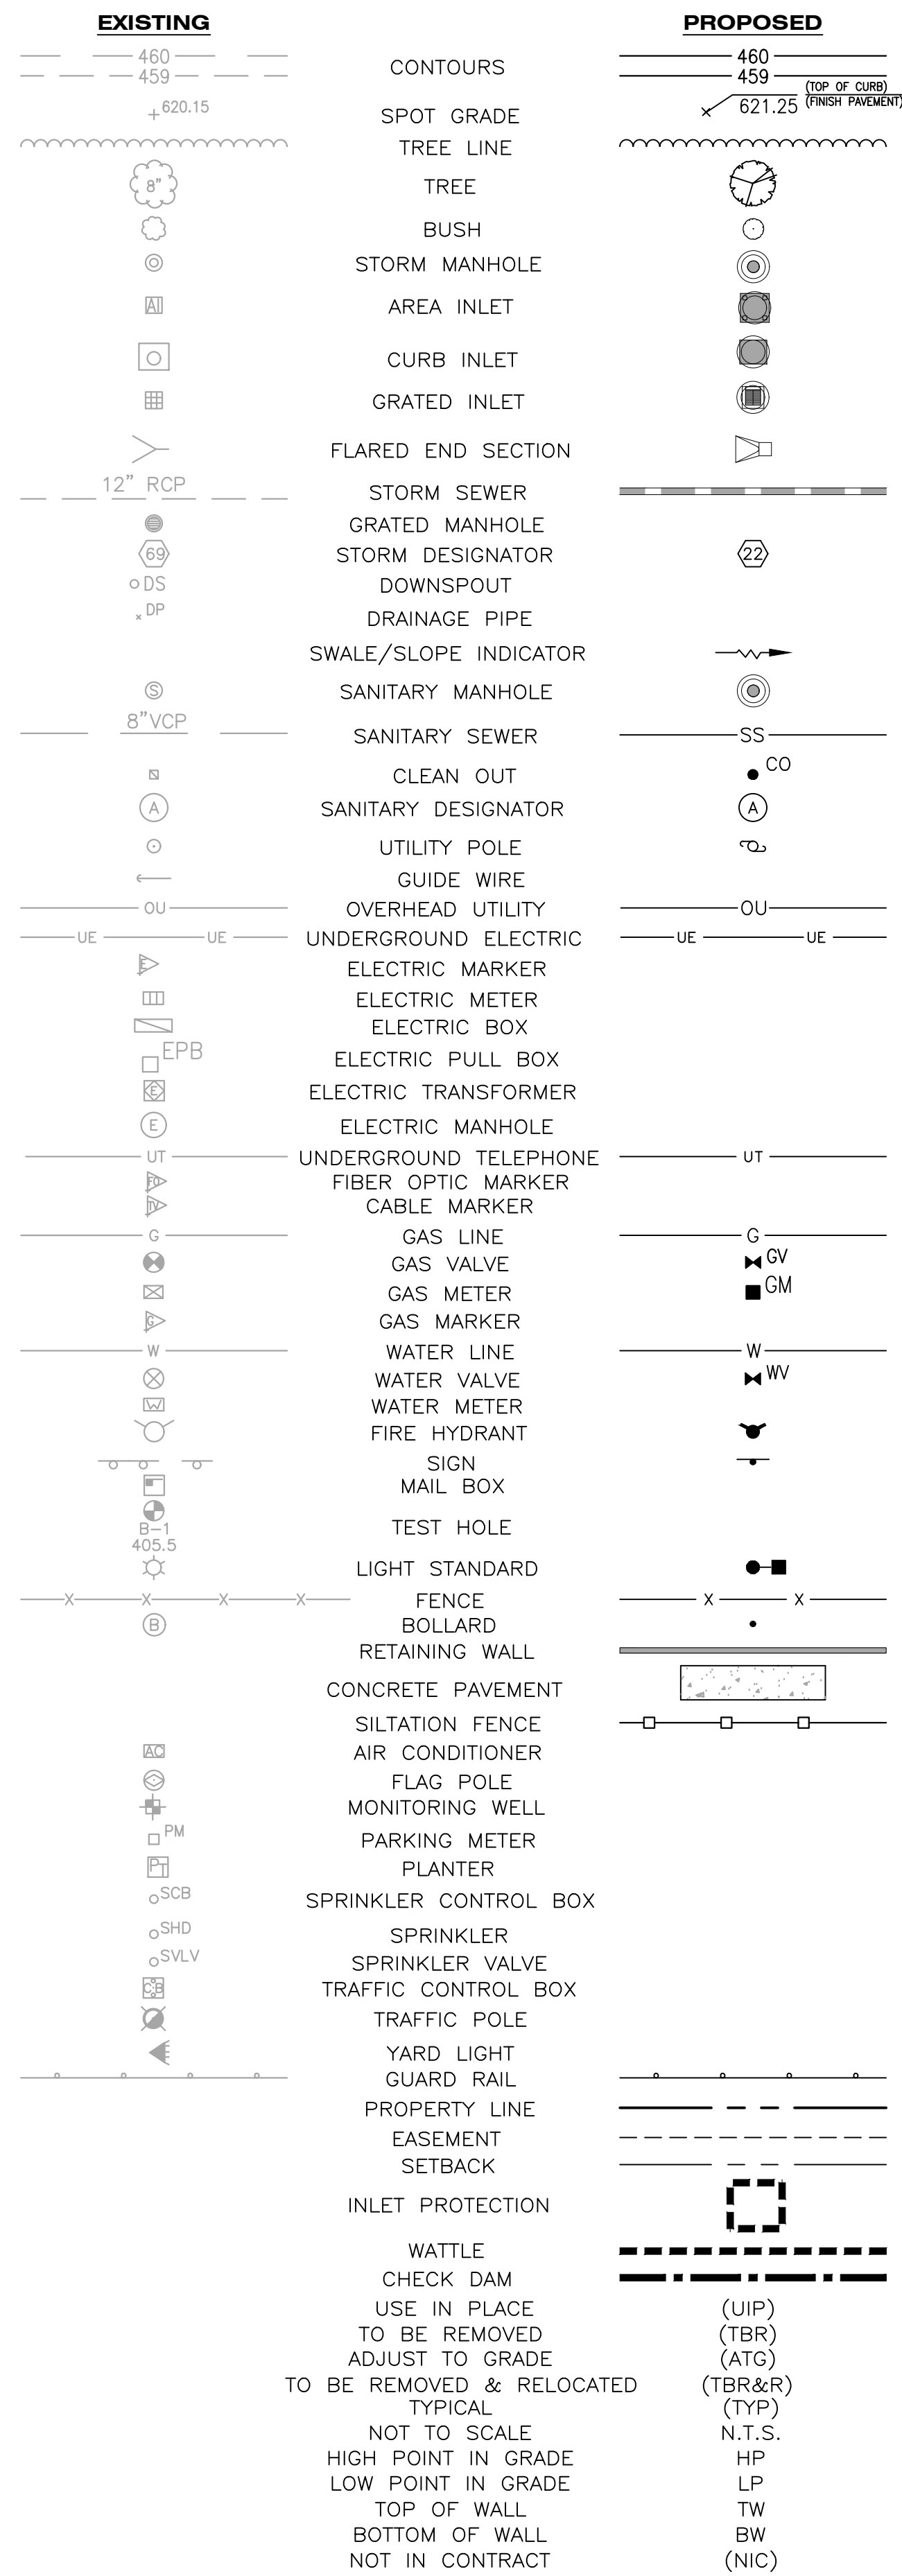 EXISTING PROPOSED
460 CONTOURS 460
459 459
+620.15 SPOT GRADE 621.25 (TOP OF CURB)
(FINISH PAVEMENT)
TREE LINE
8" TREE
BUSH
STORM MANHOLE
AI AREA INLET
CURB INLET
GRATED INLET
FLARED END SECTION
12" RCP STORM SEWER
GRATED MANHOLE
69 STORM DESIGNATOR 22
DS DOWNSPOUT
DP DRAINAGE PIPE
SWALE/SLOPE INDICATOR
S SANITARY MANHOLE
8"VCP SANITARY SEWER SS
CLEAN OUT CO
A SANITARY DESIGNATOR A
UTILITY POLE
GUIDE WIRE
OU OVERHEAD UTILITY OU
UE UE UNDERGROUND ELECTRIC UE UE
E ELECTRIC MARKER
ELECTRIC METER
ELECTRIC BOX
EPB ELECTRIC PULL BOX
E ELECTRIC TRANSFORMER
E ELECTRIC MANHOLE
UT UNDERGROUND TELEPHONE UT
FO FIBER OPTIC MARKER
TV CABLE MARKER
G GAS LINE G
GAS VALVE GV
GAS METER GM
G GAS MARKER
W WATER LINE W
WATER VALVE WV
W WATER METER
FIRE HYDRANT
SIGN
MAIL BOX
B-1 TEST HOLE
405.5
LIGHT STANDARD
X X X X FENCE X X
B BOLLARD
RETAINING WALL
CONCRETE PAVEMENT
SILTATION FENCE
AC AIR CONDITIONER
FLAG POLE
MONITORING WELL
PM PARKING METER
PT PLANTER
SCB SPRINKLER CONTROL BOX
SHD SPRINKLER
SVLV SPRINKLER VALVE
CB TRAFFIC CONTROL BOX
TRAFFIC POLE
YARD LIGHT
GUARD RAIL
PROPERTY LINE
EASEMENT
SETBACK
INLET PROTECTION
WATTLE
CHECK DAM
USE IN PLACE (UIP)
TO BE REMOVED (TBR)
ADJUST TO GRADE (ATG)
TO BE REMOVED & RELOCATED (TBR&R)
TYPICAL (TYP)
NOT TO SCALE N.T.S.
HIGH POINT IN GRADE HP
LOW POINT IN GRADE LP
TOP OF WALL TW
BOTTOM OF WALL BW
NOT IN CONTRACT (NIC)